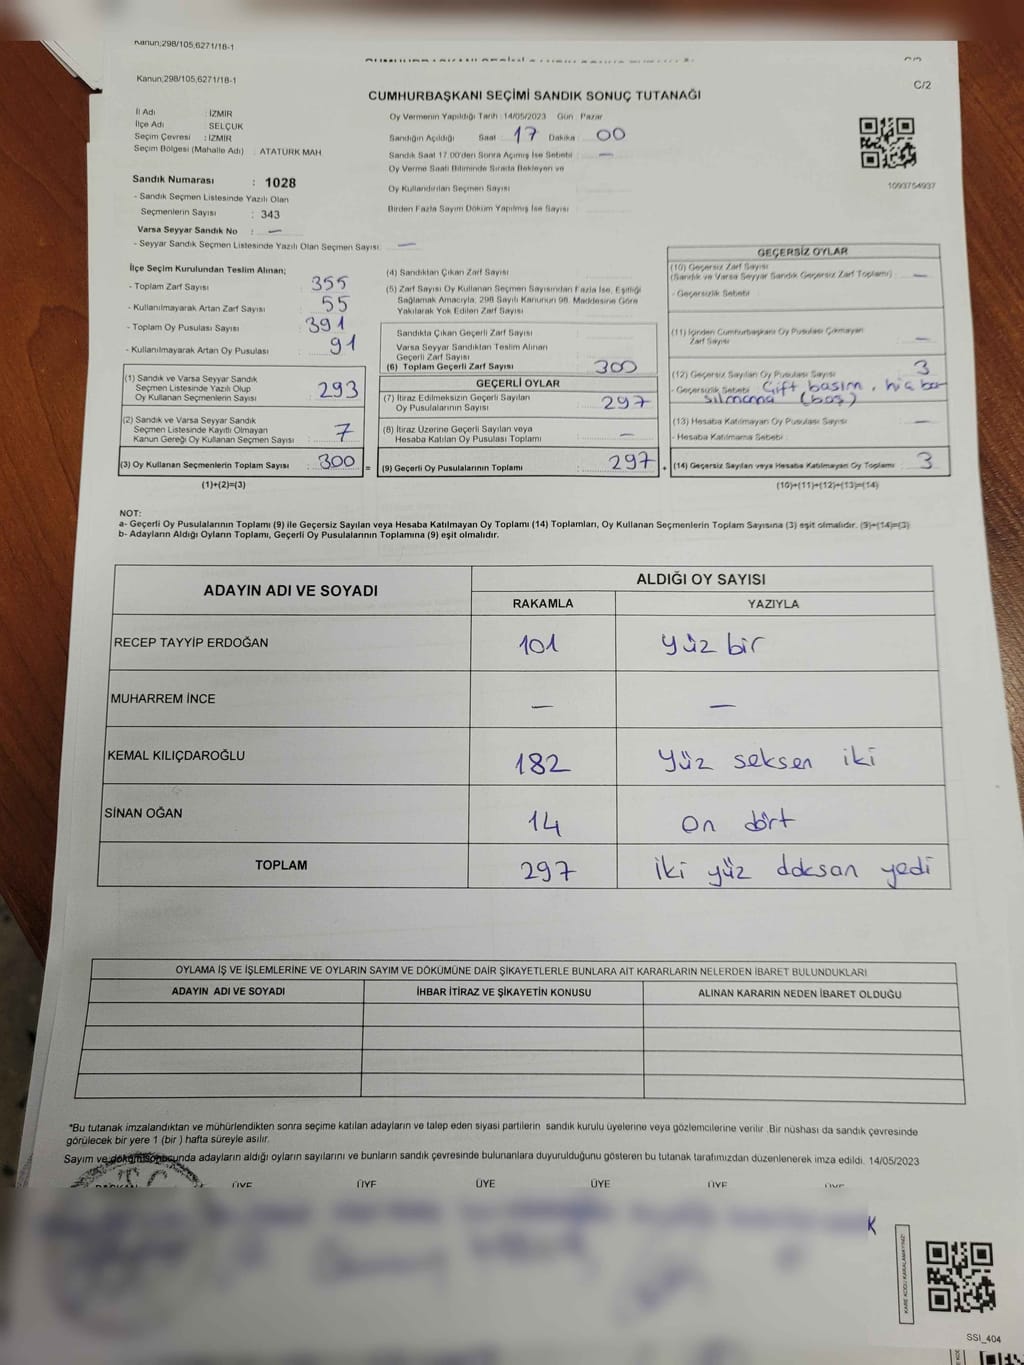 Kanun;298/105,6271/18-1
Kanun;298/105,6271/18-1
C/2
CUMHURBAŞKANI SEÇİMİ SANDIK SONUÇ TUTANAĞI
İl Adı : İZMİR
İlçe Adı : SELÇUK
Seçim Çevresi : İZMİR
Seçim Bölgesi (Mahalle Adı) : ATATÜRK MAH.
Oy Vermenin Yapıldığı Tarih : 14/05/2023 Gün : Pazar
Sandığın Açıldığı Saat 17 Dakika : 00
Sandık Saat 17.00'den Sonra Açılmış İse Sebebi : —
Oy Verme Saati Bitiminde Sırada Bekleyen ve
Oy Kullandırılan Seçmen Sayısı
Birden Fazla Sayım Döküm Yapılmış İse Sayısı
1093754937
Sandık Numarası : 1028
- Sandık Seçmen Listesinde Yazılı Olan
Seçmenlerin Sayısı : 343
Varsa Seyyar Sandık No : —
- Seyyar Sandık Seçmen Listesinde Yazılı Olan Seçmen Sayısı: —
İlçe Seçim Kurulundan Teslim Alınan;
- Toplam Zarf Sayısı : 355
- Kullanılmayarak Artan Zarf Sayısı : 55
- Toplam Oy Pusulası Sayısı : 391
- Kullanılmayarak Artan Oy Pusulası : 91
(1) Sandık ve Varsa Seyyar Sandık
Seçmen Listesinde Yazılı Olup
Oy Kullanan Seçmenlerin Sayısı : 293
(2) Sandık ve Varsa Seyyar Sandık
Seçmen Listesinde Kayıtlı Olmayan
Kanun Gereği Oy Kullanan Seçmen Sayısı : 7
(3) Oy Kullanan Seçmenlerin Toplam Sayısı : 300 =
(1)+(2)=(3)
(4) Sandıktan Çıkan Zarf Sayısı
(5) Zarf Sayısı Oy Kullanan Seçmen Sayısından Fazla İse, Eşitliği
Sağlamak Amacıyla, 298 Sayılı Kanunun 98. Maddesine Göre
Yakılarak Yok Edilen Zarf Sayısı
Sandıkta Çıkan Geçerli Zarf Sayısı :
Varsa Seyyar Sandıktan Teslim Alınan
Geçerli Zarf Sayısı
(6) Toplam Geçerli Zarf Sayısı : 300
GEÇERLİ OYLAR
(7) İtiraz Edilmeksizin Geçerli Sayılan
Oy Pusulalarının Sayısı : 297
(8) İtiraz Üzerine Geçerli Sayılan veya
Hesaba Katılan Oy Pusulası Toplamı : —
(9) Geçerli Oy Pusulalarının Toplamı : 297 +
GEÇERSİZ OYLAR
(10) Geçersiz Zarf Sayısı
(Sandık ve Varsa Seyyar Sandık Geçersiz Zarf Toplamı) : —
- Geçersizlik Sebebi :
(11) İçinden Cumhurbaşkanı Oy Pusulası Çıkmayan
Zarf Sayısı : —
(12) Geçersiz Sayılan Oy Pusulası Sayısı : 3
- Geçersizlik Sebebi : Çift basım, hiç ba-
sılmama (boş)
(13) Hesaba Katılmayan Oy Pusulası Sayısı : —
- Hesaba Katılmama Sebebi :
(14) Geçersiz Sayılan veya Hesaba Katılmayan Oy Toplamı : 3
(10)+(11)+(12)+(13)=(14)
NOT:
a- Geçerli Oy Pusulalarının Toplamı (9) ile Geçersiz Sayılan veya Hesaba Katılmayan Oy Toplamı (14) Toplamları, Oy Kullanan Seçmenlerin Toplam Sayısına (3) eşit olmalıdır. (9)+(14)=(3)
b- Adayların Aldığı Oyların Toplamı, Geçerli Oy Pusulalarının Toplamına (9) eşit olmalıdır.
ADAYIN ADI VE SOYADI
ALDIĞI OY SAYISI
RAKAMLA YAZIYLA
RECEP TAYYİP ERDOĞAN 101 yüz bir
MUHARREM İNCE — —
KEMAL KILIÇDAROĞLU 182 yüz seksen iki
SİNAN OĞAN 14 on dört
TOPLAM 297 iki yüz doksan yedi
OYLAMA İŞ VE İŞLEMLERİNE VE OYLARIN SAYIM VE DÖKÜMÜNE DAİR ŞİKAYETLERLE BUNLARA AİT KARARLARIN NELERDEN İBARET BULUNDUKLARI
ADAYIN ADI VE SOYADI İHBAR İTİRAZ VE ŞİKAYETİN KONUSU ALINAN KARARIN NEDEN İBARET OLDUĞU
*Bu tutanak imzalandıktan ve mühürlendikten sonra seçime katılan adayların ve talep eden siyasi partilerin sandık kurulu üyelerine veya gözlemcilerine verilir. Bir nüshası da sandık çevresinde
görülecek bir yere 1 (bir) hafta süreyle asılır.
Sayım ve döküm sonucunda adayların aldığı oyların sayılarını ve bunların sandık çevresinde bulunanlara duyurulduğunu gösteren bu tutanak tarafımızdan düzenlenerek imza edildi. 14/05/2023
T.C.
BAŞKAN ÜYE ÜYE ÜYE ÜYE ÜYE ÜYE
K
KARE KODU KARALAMAYINIZ!
SSI_404